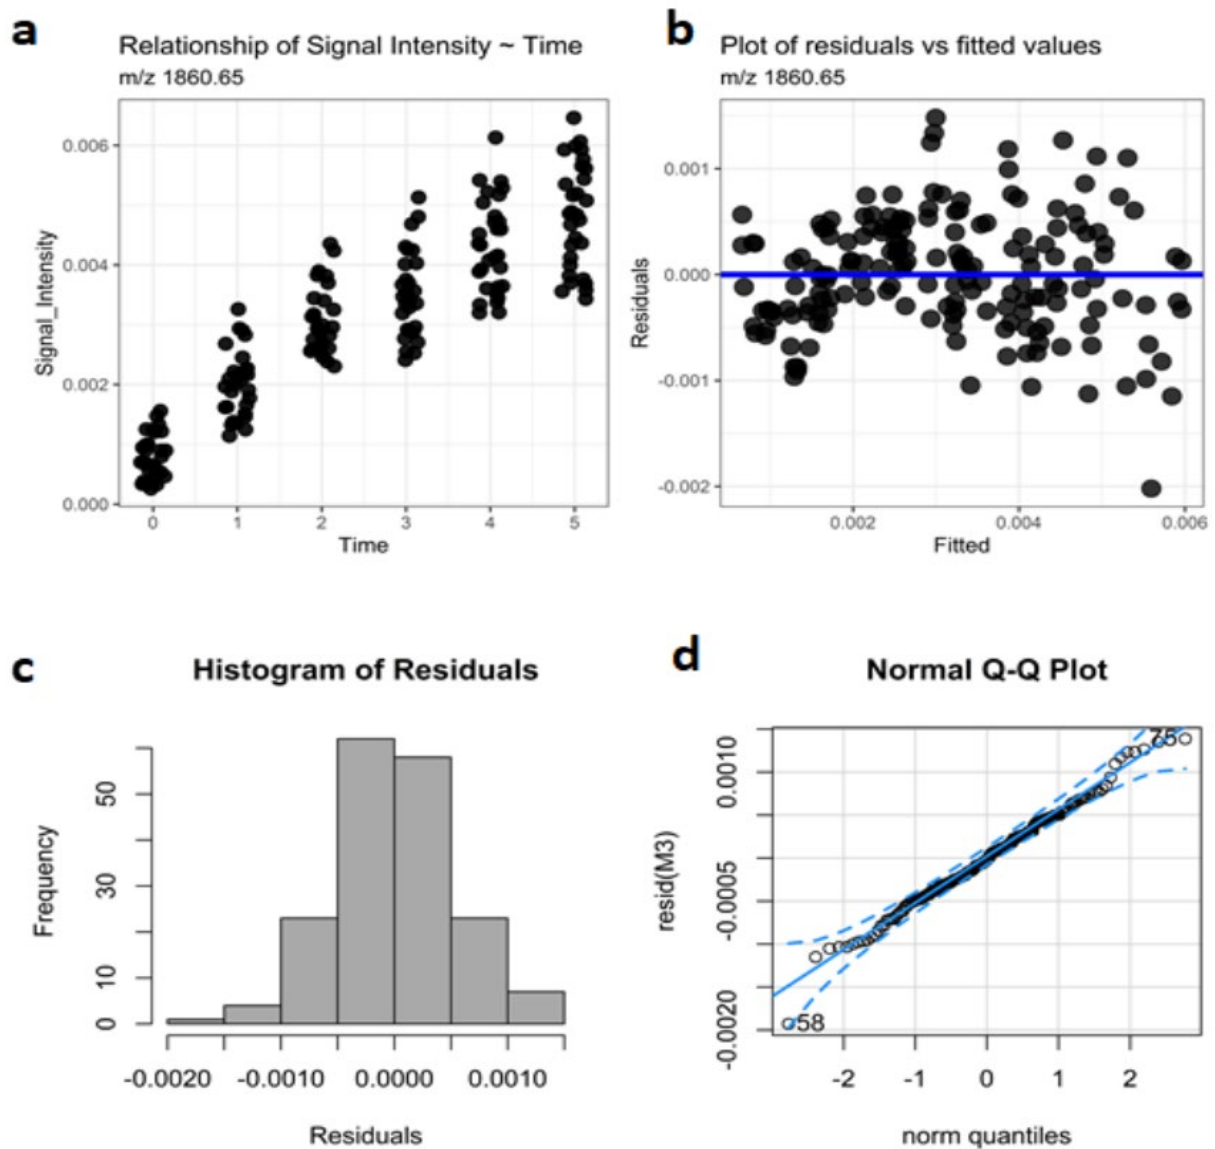 a
Relationship of Signal Intensity ~ Time
m/z 1860.65
Signal_Intensity
0.006
0.004
0.002
0.000
0 1 2 3 4 5
Time
b
Plot of residuals vs fitted values
m/z 1860.65
Residuals
0.001
0.000
-0.001
-0.002
0.002 0.004 0.006
Fitted
c
Histogram of Residuals
Frequency
50
30
10
0
-0.0020 -0.0010 0.0000 0.0010
Residuals
d
Normal Q-Q Plot
resid(M3)
0.0010
-0.0005
-0.0020
75
58
-2 -1 0 1 2
norm quantiles